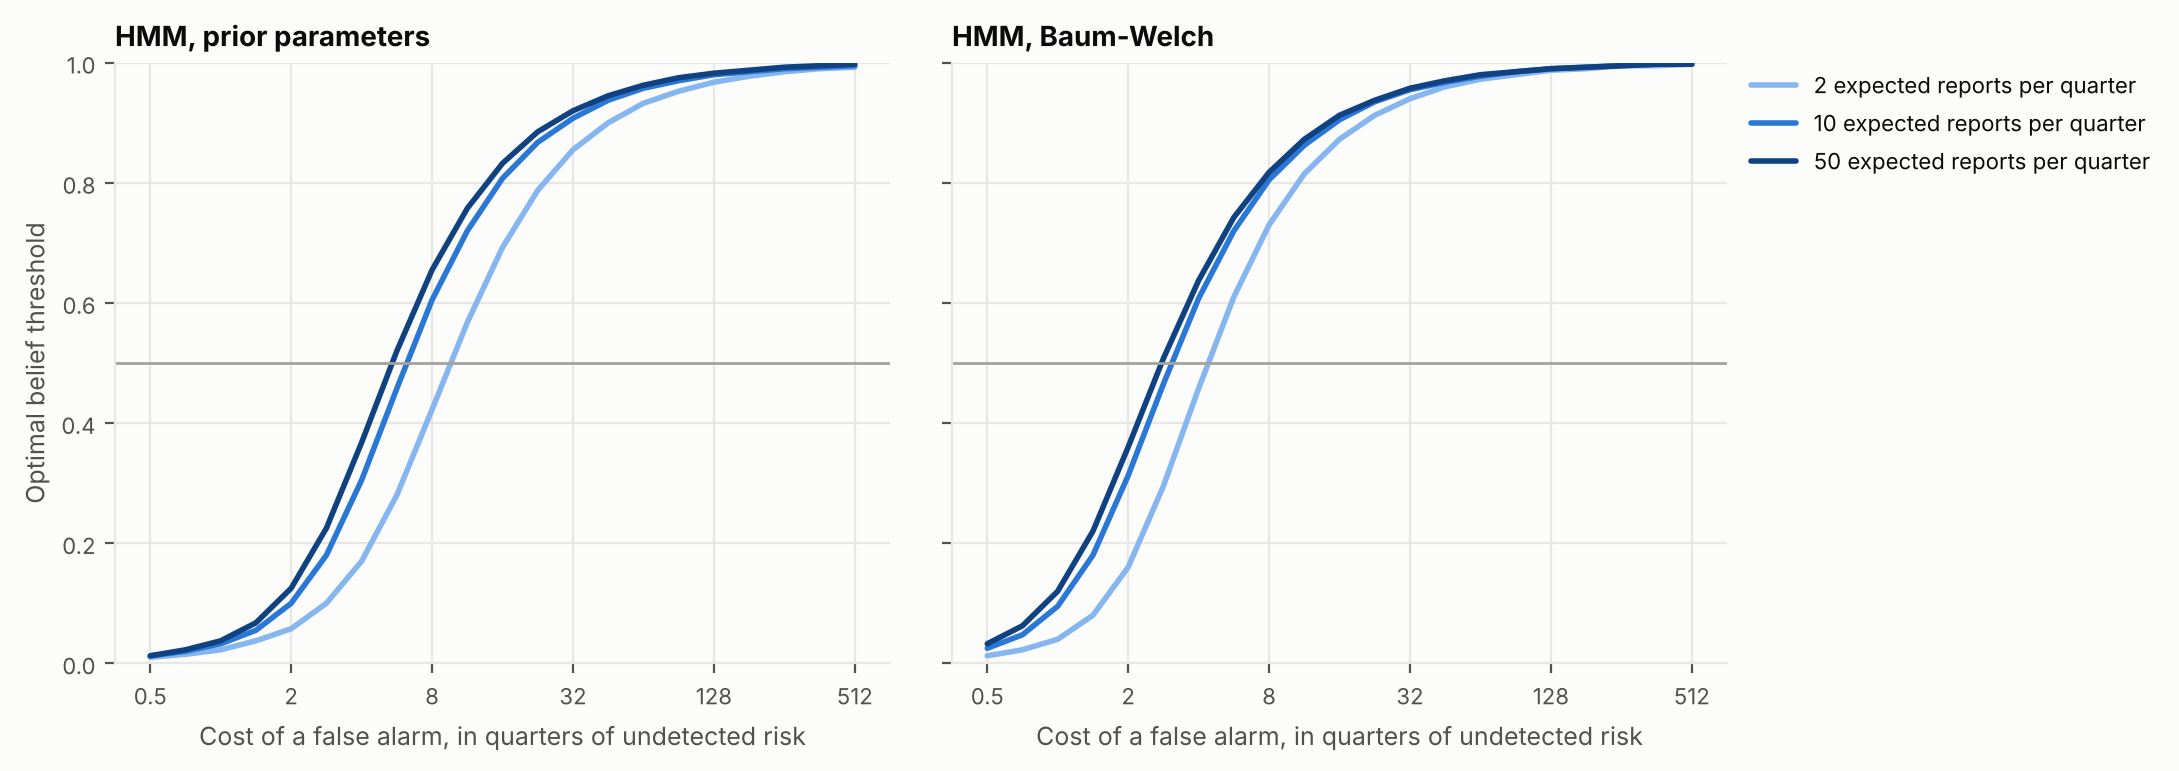 HMM, prior parameters
HMM, Baum-Welch
1.0
0.8
0.6
0.4
0.2
0.0
Optimal belief threshold
0.5 2 8 32 128 512
0.5 2 8 32 128 512
Cost of a false alarm, in quarters of undetected risk
Cost of a false alarm, in quarters of undetected risk
2 expected reports per quarter
10 expected reports per quarter
50 expected reports per quarter